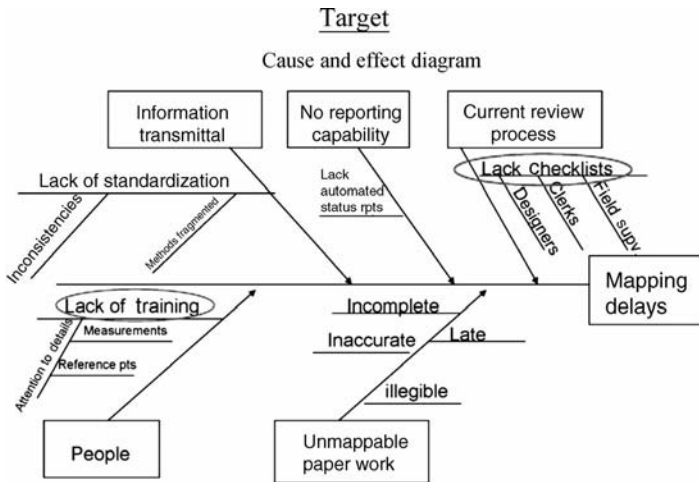 Target
Cause and effect diagram
Information
transmittal
No reporting
capability
Current review
process
Lack of standardization
Inconsistencies
Methods fragmented
Lack
automated
status rpts
Lack Checklists
Designers
Clerks
Field supv
Mapping
delays
Lack of training
Attention to details
Measurements
Reference pts
People
Incomplete
Inaccurate
Late
illegible
Unmappable
paper work